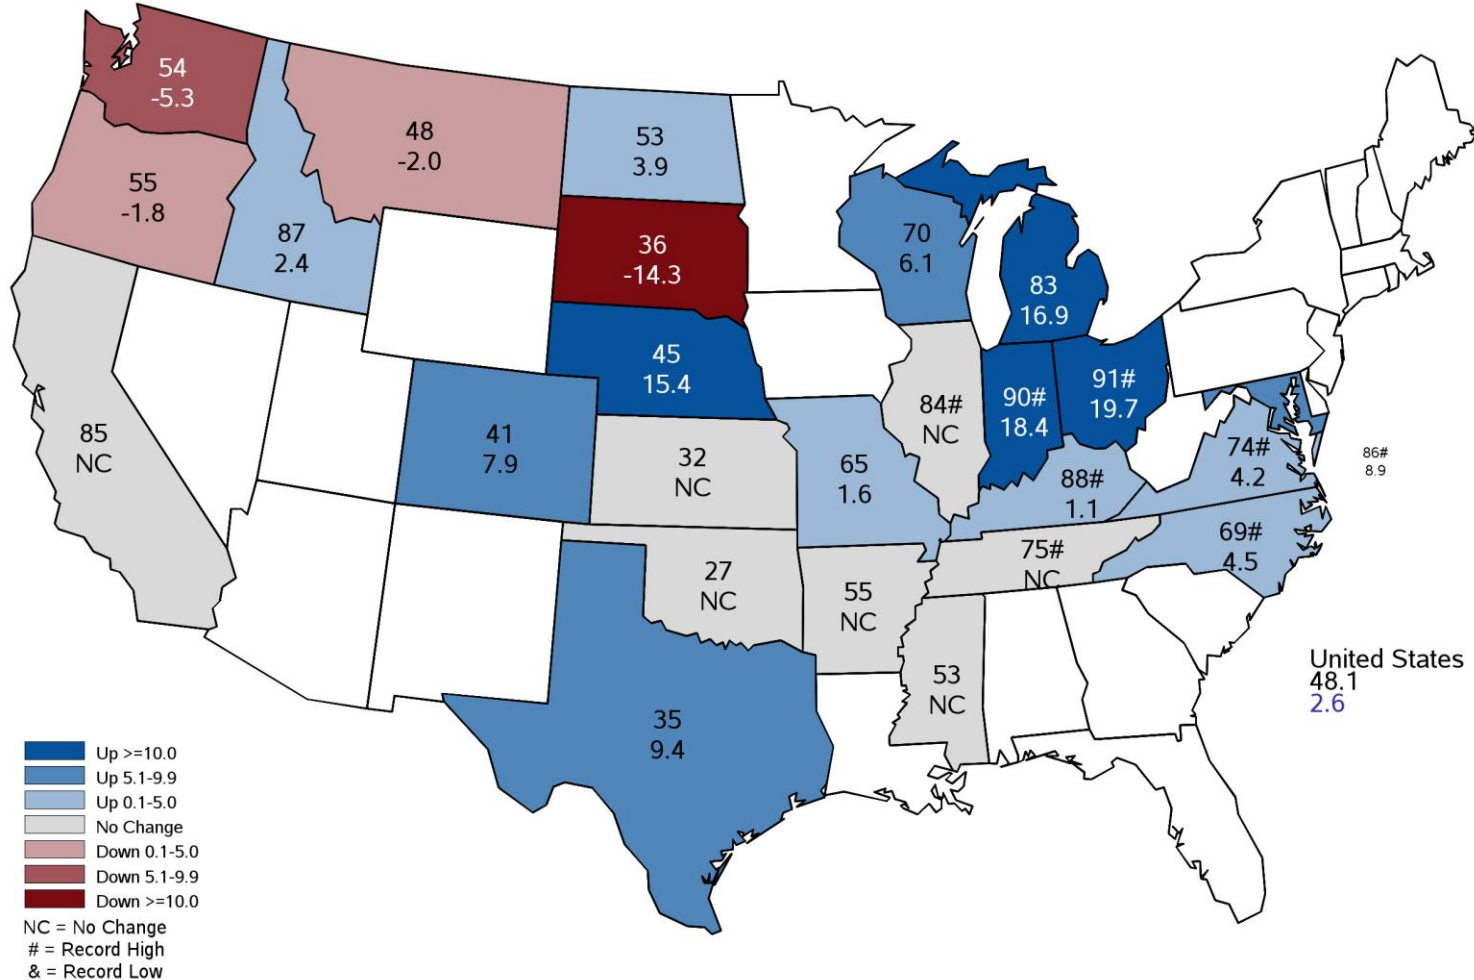 54
-5.3
48
-2.0
53
3.9
55
-1.8
87
2.4
36
-14.3
70
6.1
83
16.9
45
15.4
85
NC
41
7.9
32
NC
65
1.6
84#
NC
90#
18.4
91#
19.7
86#
8.9
88#
1.1
74#
4.2
27
NC
55
NC
75#
NC
69#
4.5
35
9.4
53
NC
United States
48.1
2.6
Up >=10.0
Up 5.1-9.9
Up 0.1-5.0
No Change
Down 0.1-5.0
Down 5.1-9.9
Down >=10.0
NC = No Change
# = Record High
& = Record Low